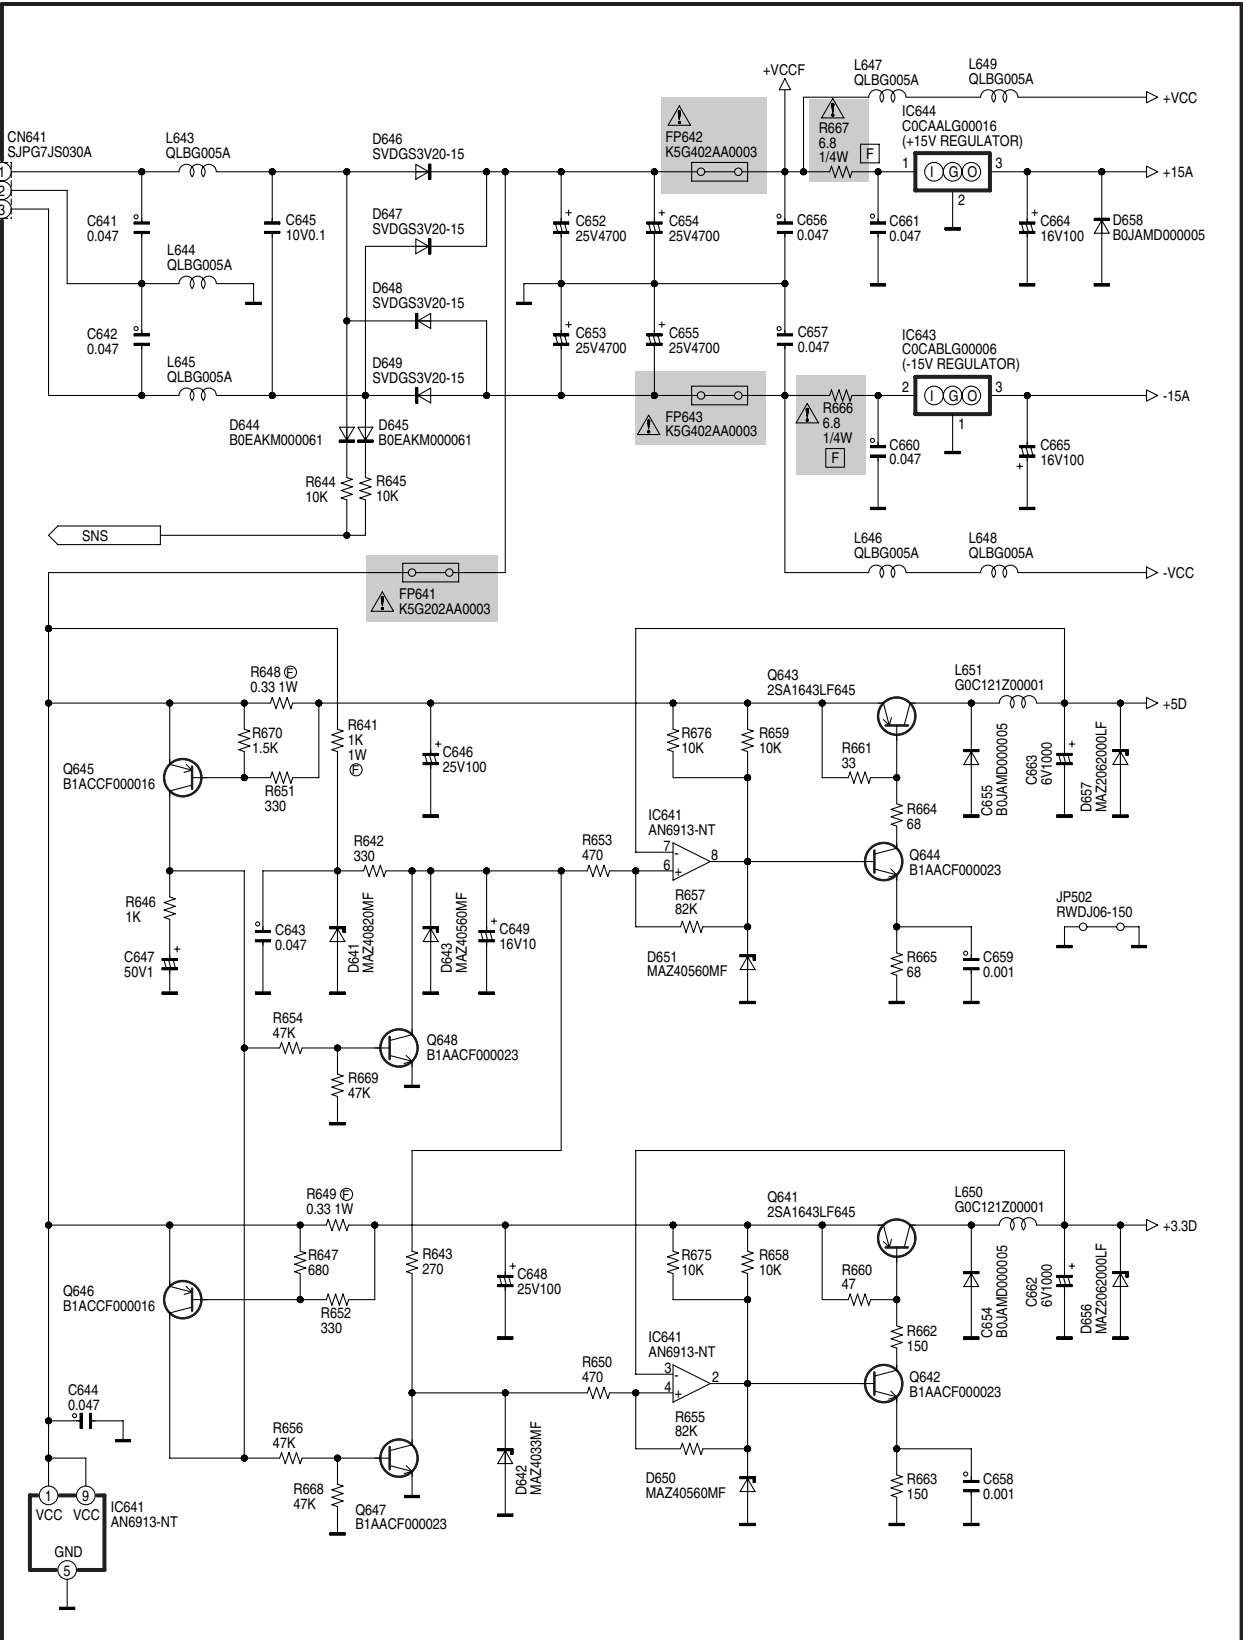 +VCCF
L647
QLBG005A
L649
QLBG005A
+VCC
CN641
SJPG7JS030A
1
2
3
L643
QLBG005A
D646
SVDGS3V20-15
FP642
K5G402AA0003
R667
6.8
1/4W
F
IC644
C0CAALG00016
(+15V REGULATOR)
1
I G O
3
2
+15A
C641
0.047
C645
10V0.1
D647
SVDGS3V20-15
C652
25V4700
C654
25V4700
C656
0.047
C661
0.047
C664
16V100
D658
B0JAMD000005
L644
QLBG005A
D648
SVDGS3V20-15
C642
0.047
C653
25V4700
C655
25V4700
C657
0.047
IC643
C0CABLG00006
(-15V REGULATOR)
L645
QLBG005A
D649
SVDGS3V20-15
2
I G O
3
1
-15A
FP643
K5G402AA0003
R666
6.8
1/4W
F
D644
B0EAKM000061
D645
B0EAKM000061
C660
0.047
C665
16V100
R644
10K
R645
10K
SNS
L646
QLBG005A
L648
QLBG005A
-VCC
FP641
K5G202AA0003
R648 F
0.33 1W
Q643
2SA1643LF645
L651
G0C121Z00001
+5D
R670
1.5K
R641
1K
1W
F
C646
25V100
R676
10K
R659
10K
R661
33
C655
B0JAMD000005
C663
6V1000
D657
MAZ2062000LF
Q645
B1ACCF000016
R651
330
R664
68
IC641
AN6913-NT
R642
330
R653
470
7
-
6
+
8
Q644
B1AACF000023
R646
1K
R657
82K
JP502
RWDJ06-150
C643
0.047
D641
MAZ40820MF
D643
MAZ40560MF
C649
16V10
C647
50V1
D651
MAZ40560MF
R665
68
C659
0.001
R654
47K
Q648
B1AACF000023
R669
47K
R649 F
0.33 1W
Q641
2SA1643LF645
L650
G0C121Z00001
+3.3D
R647
680
R643
270
C648
25V100
R675
10K
R658
10K
R660
47
C654
B0JAMD000005
C662
6V1000
D656
MAZ2062000LF
Q646
B1ACCF000016
R652
330
R662
150
IC641
AN6913-NT
R650
470
3
-
4
+
2
Q642
B1AACF000023
C644
0.047
R655
82K
R656
47K
D642
MAZ4033MF
D650
MAZ40560MF
R663
150
C658
0.001
R668
47K
Q647
B1AACF000023
1
9
VCC VCC
IC641
AN6913-NT
GND
5